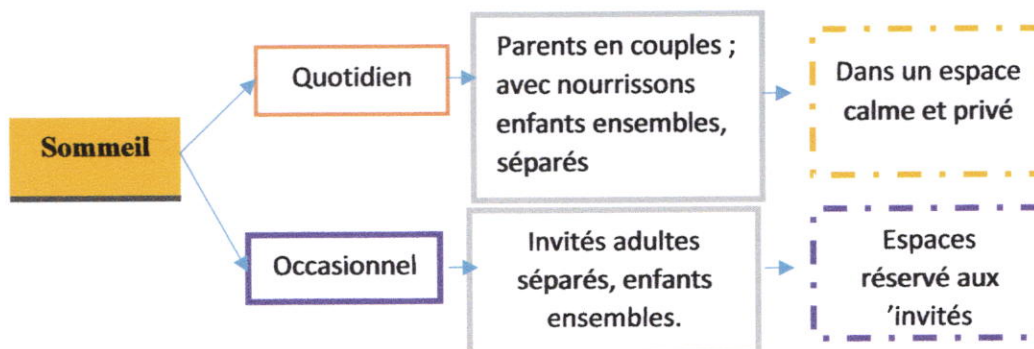 Sommeil
Quotidien
Parents en couples ;
avec nourrissons
enfants ensembles,
séparés
Dans un espace
calme et privé
Occasionnel
Invités adultes
séparés, enfants
ensembles.
Espaces
réservé aux
’invités